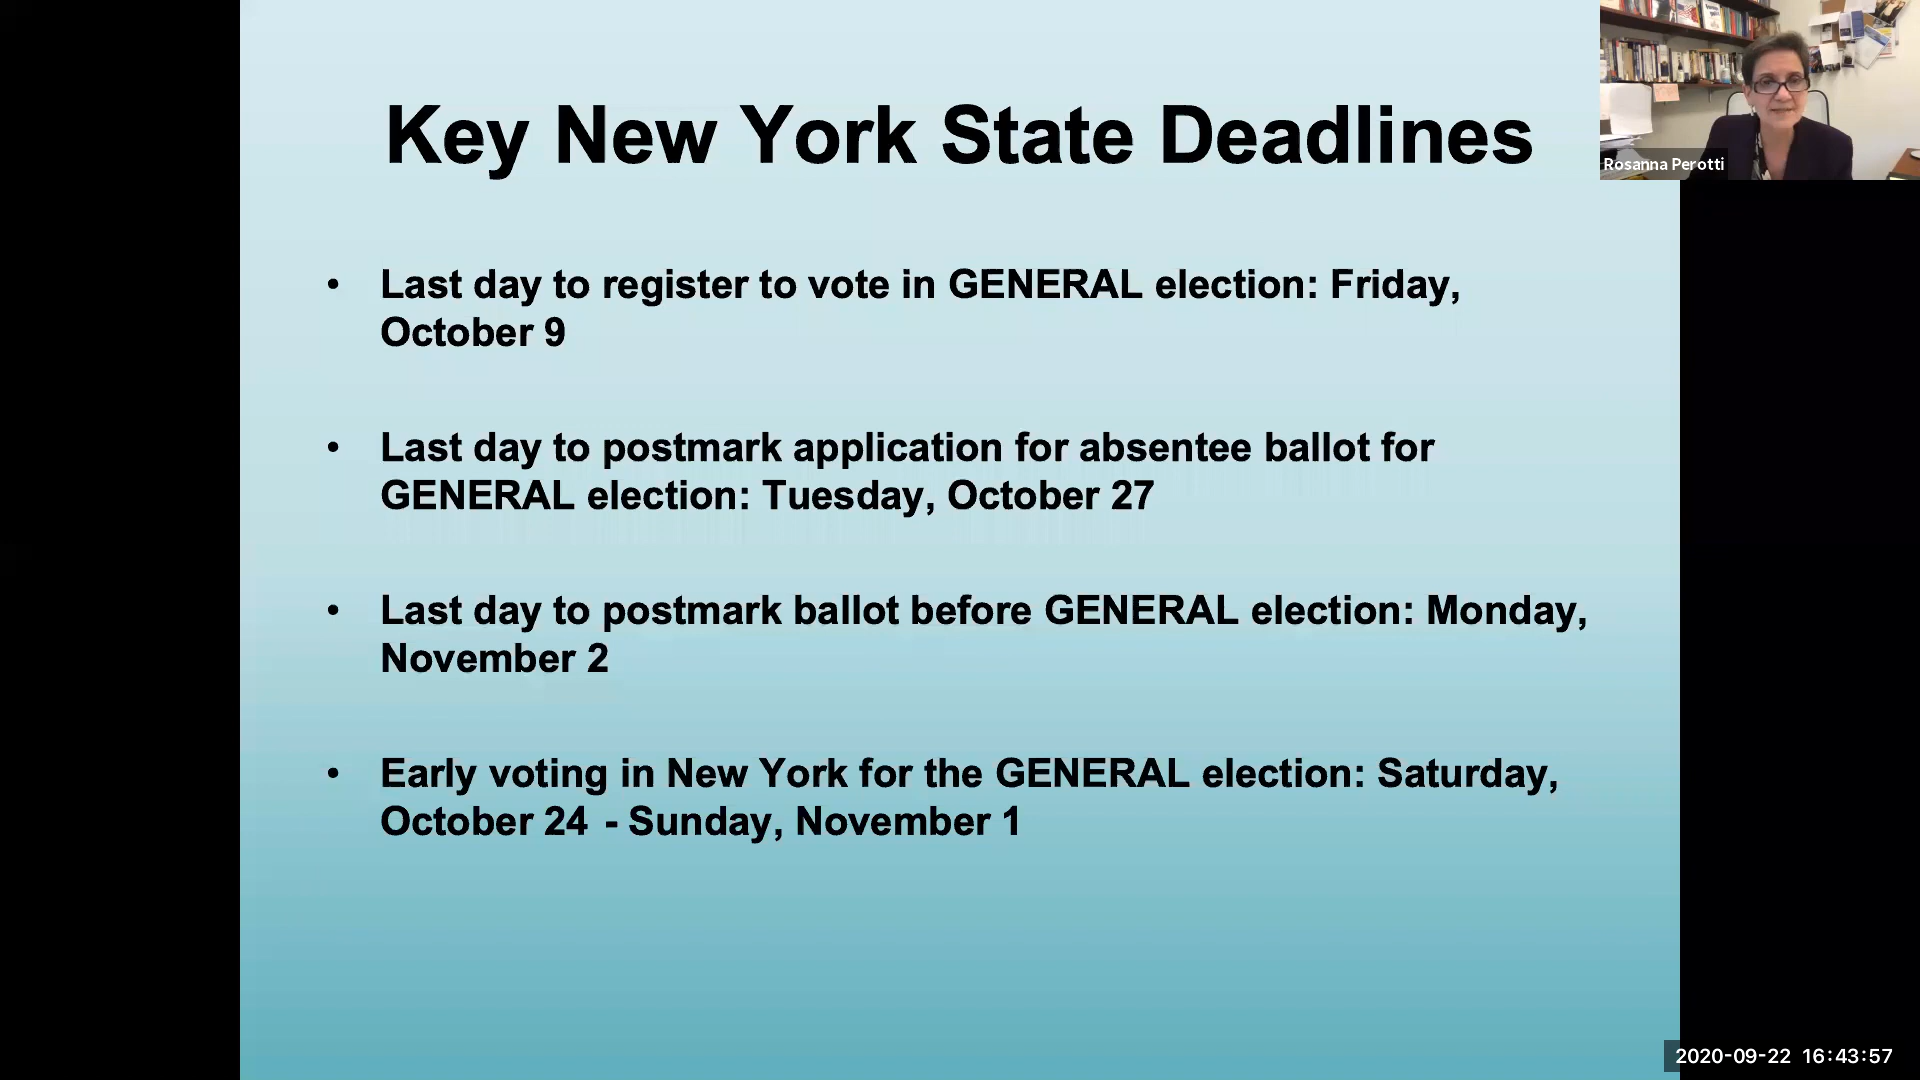 Key New York State Deadlines
Rosanna Perotti
• Last day to register to vote in GENERAL election: Friday,
October 9
• Last day to postmark application for absentee ballot for
GENERAL election: Tuesday, October 27
• Last day to postmark ballot before GENERAL election: Monday,
November 2
• Early voting in New York for the GENERAL election: Saturday,
October 24 - Sunday, November 1
2020-09-22 16:43:57